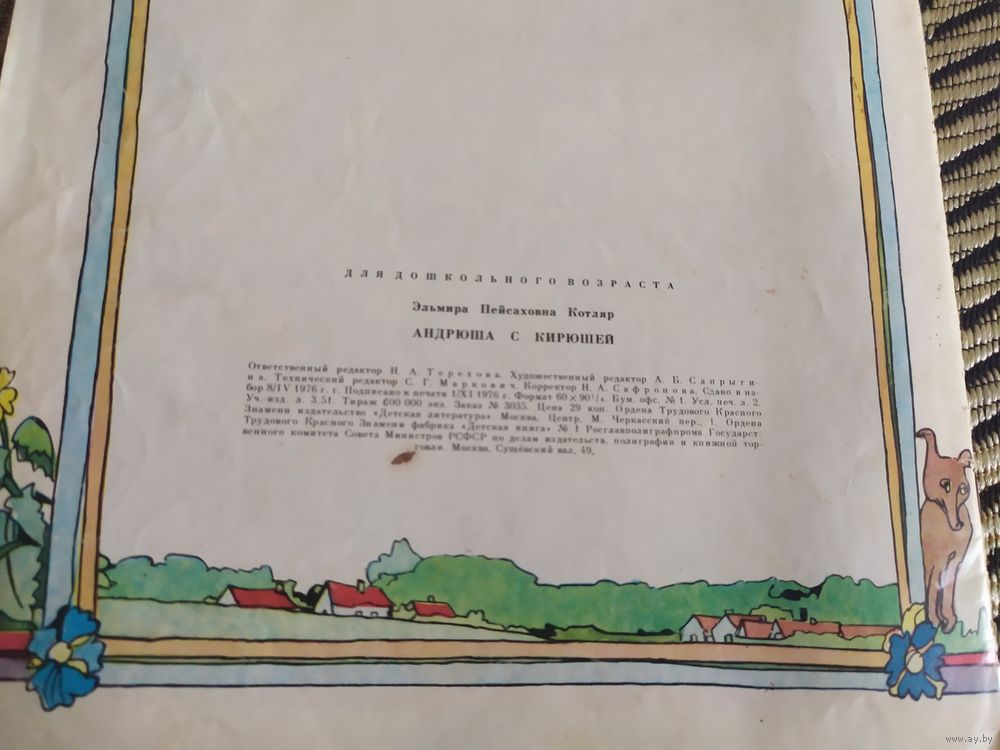 ДЛЯ ДОШКОЛЬНОГО ВОЗРАСТА
Эльмира Пейсаховна Котляр
АНДРЮША С КИРЮШЕЙ
Ответственный редактор Н. А. Терехова. Художественный редактор А. Б. Сапрыги-
на. Технический редактор С. Г. Маркович. Корректор Н. А. Сафронова. Сдано в на-
бор 8/IV 1976 г. г. Подписано к печати 1/XI 1976 г. Формат 60×90¹/₈. Бум. офс. № 1. Усл. печ. л. 2.
Уч.-изд. л. 3,51. Тираж 600 000 экз. Заказ № 3035. Цена 29 коп. Ордена Трудового Красного
Знамени издательство «Детская литература». Москва, Центр, М. Черкасский пер., 1. Ордена
Трудового Красного Знамени фабрика «Детская книга» № 1 Росглавполиграфпрома Государст-
венного комитета Совета Министров РСФСР по делам издательств, полиграфии и книжной тор-
говли. Москва, Сущёвский вал, 49.
www.ay.by